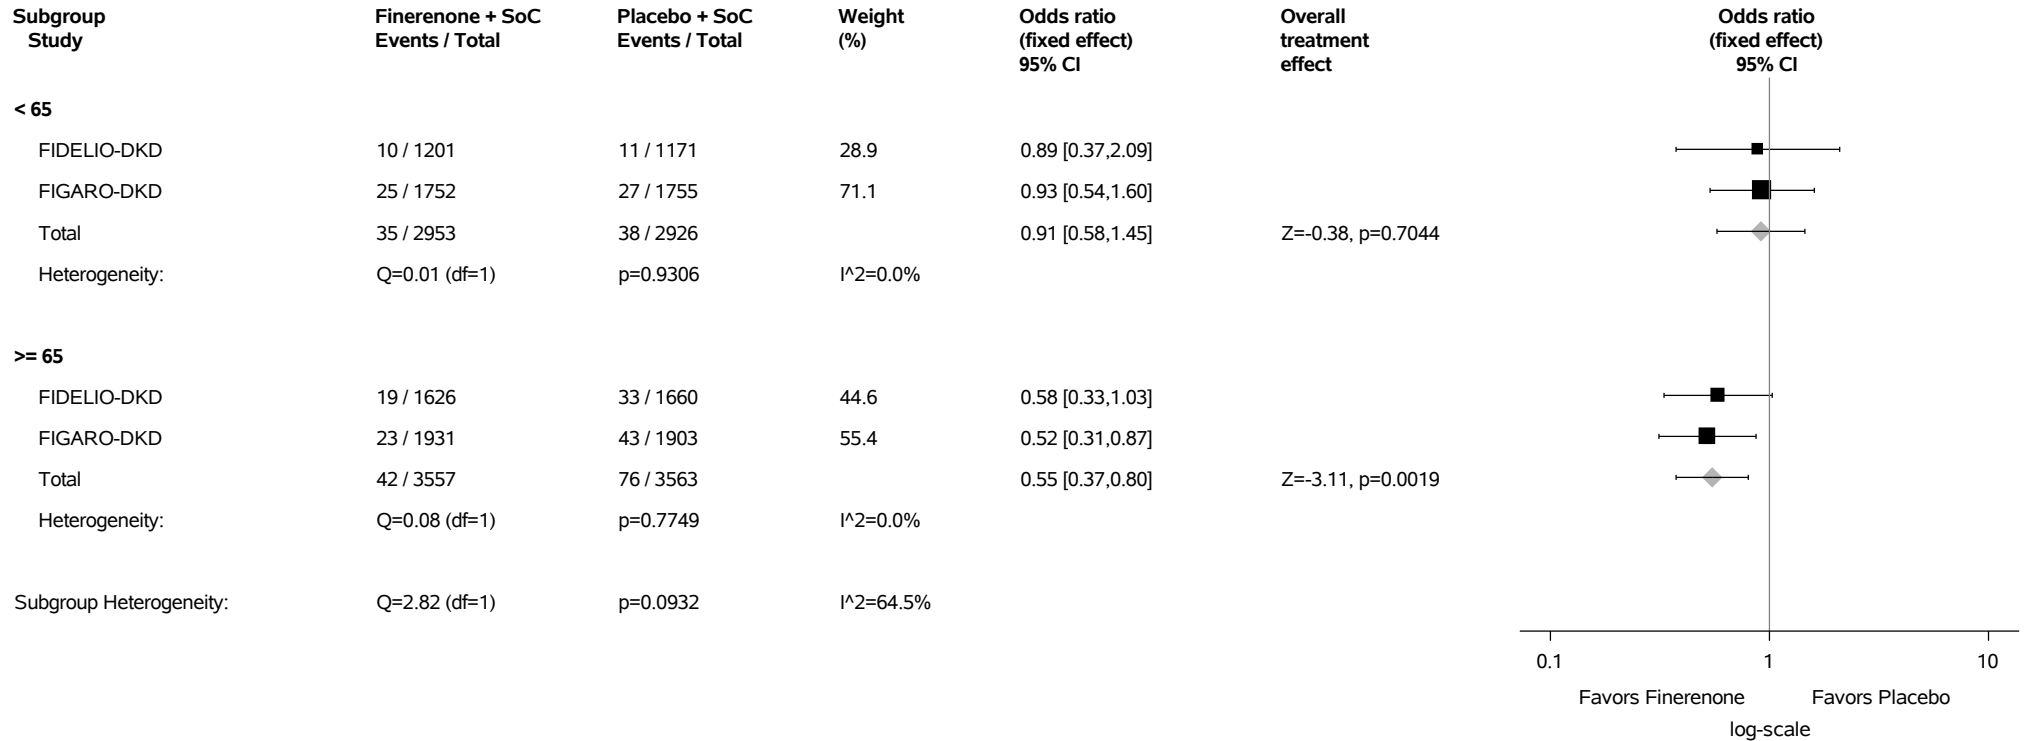 Subgroup Finerenone + SoC Placebo + SoC Weight Odds ratio Overall Odds ratio
Study Events / Total Events / Total (%) (fixed effect) treatment (fixed effect)
95% CI effect 95% CI
< 65
FIDELIO-DKD 10 / 1201 11 / 1171 28.9 0.89 [0.37,2.09]
FIGARO-DKD 25 / 1752 27 / 1755 71.1 0.93 [0.54,1.60]
Total 35 / 2953 38 / 2926 0.91 [0.58,1.45] Z=-0.38, p=0.7044
Heterogeneity: Q=0.01 (df=1) p=0.9306 I^2=0.0%
>= 65
FIDELIO-DKD 19 / 1626 33 / 1660 44.6 0.58 [0.33,1.03]
FIGARO-DKD 23 / 1931 43 / 1903 55.4 0.52 [0.31,0.87]
Total 42 / 3557 76 / 3563 0.55 [0.37,0.80] Z=-3.11, p=0.0019
Heterogeneity: Q=0.08 (df=1) p=0.7749 I^2=0.0%
Subgroup Heterogeneity: Q=2.82 (df=1) p=0.0932 I^2=64.5%
0.1 1 10
Favors Finerenone Favors Placebo
log-scale